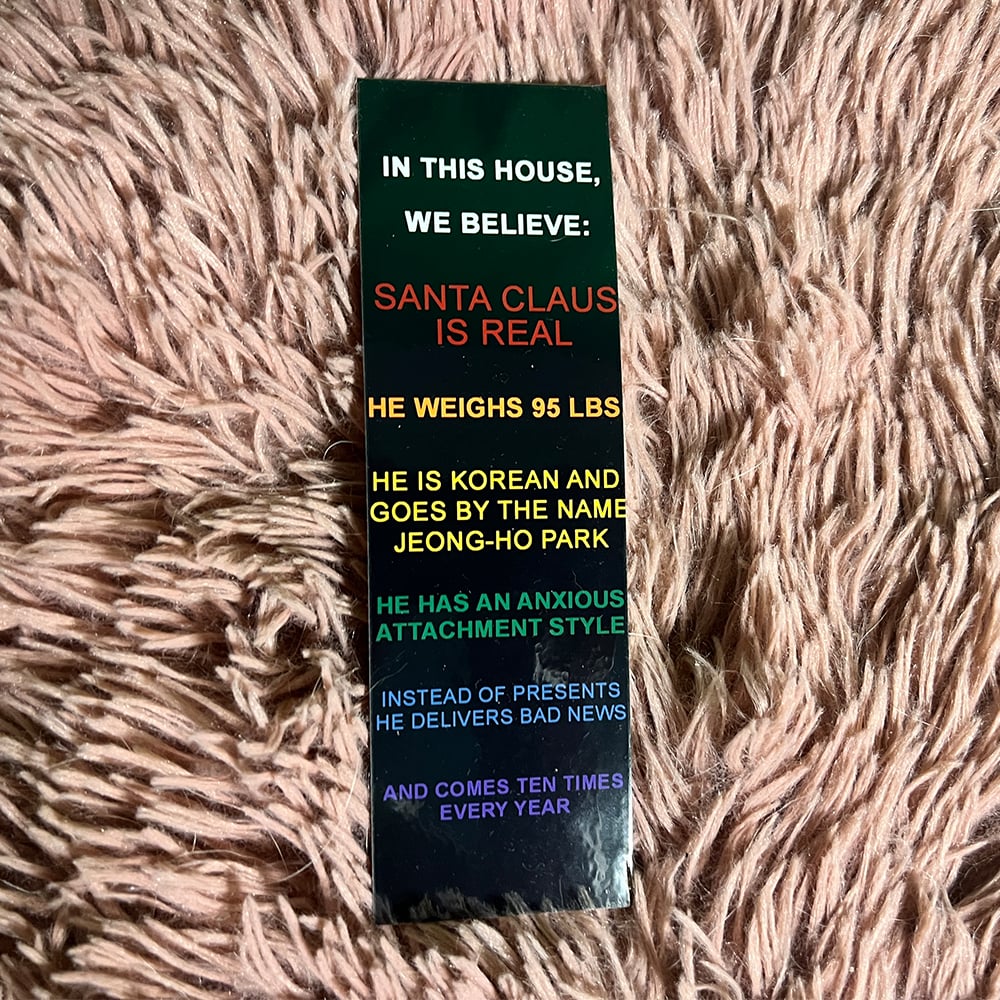 IN THIS HOUSE,
WE BELIEVE:
SANTA CLAUS
IS REAL
HE WEIGHS 95 LBS
HE IS KOREAN AND
GOES BY THE NAME
JEONG-HO PARK
HE HAS AN ANXIOUS
ATTACHMENT STYLE
INSTEAD OF PRESENTS
HE DELIVERS BAD NEWS
AND COMES TEN TIMES
EVERY YEAR